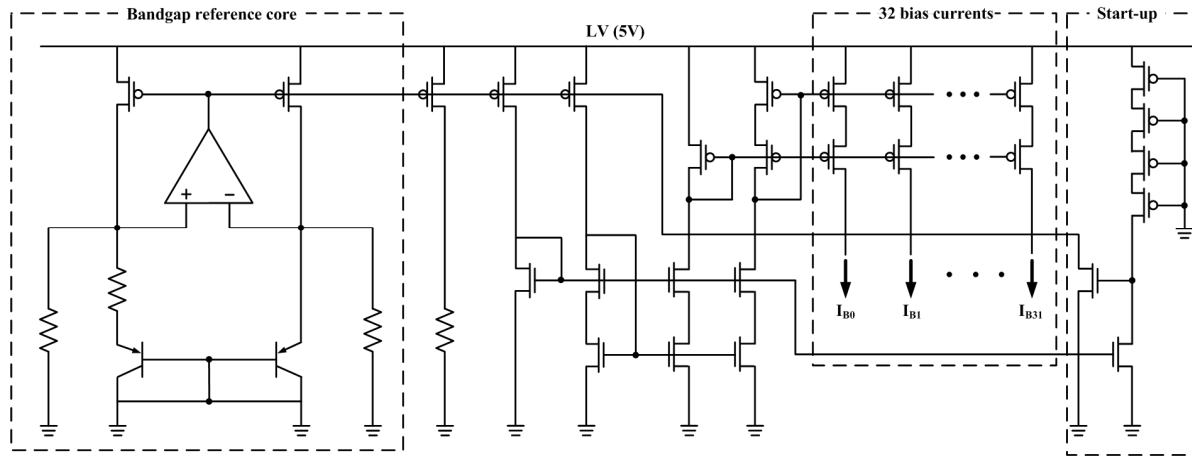 Bandgap reference core
32 bias currents
Start-up
LV (5V)
+
−
I_B0
I_B1
I_B31